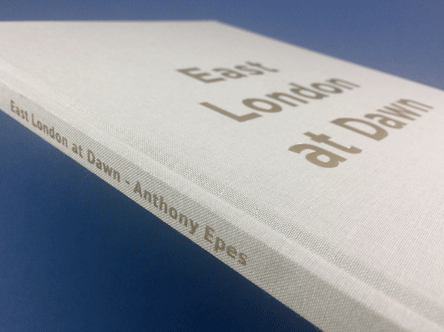 East
London
at Dawn
East London at Dawn - Anthony Epes